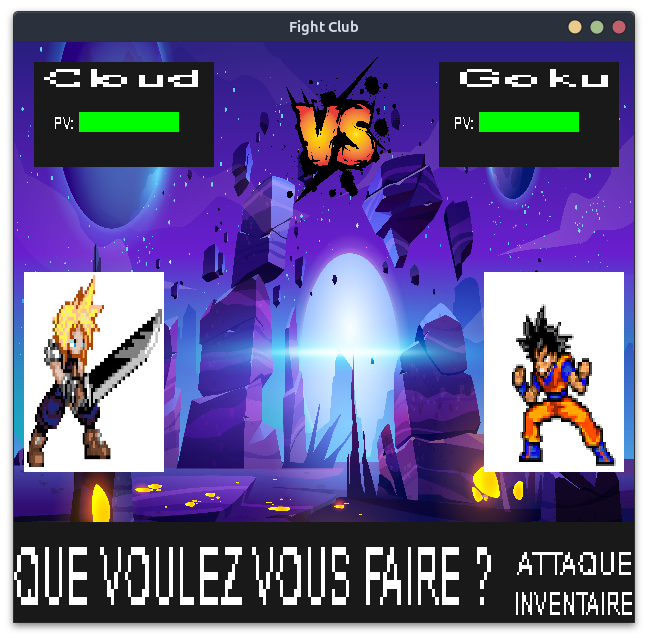 Fight Club
Cloud
VS
Goku
PV:
PV:
QUE VOULEZ VOUS FAIRE ?
ATTAQUE
INVENTAIRE